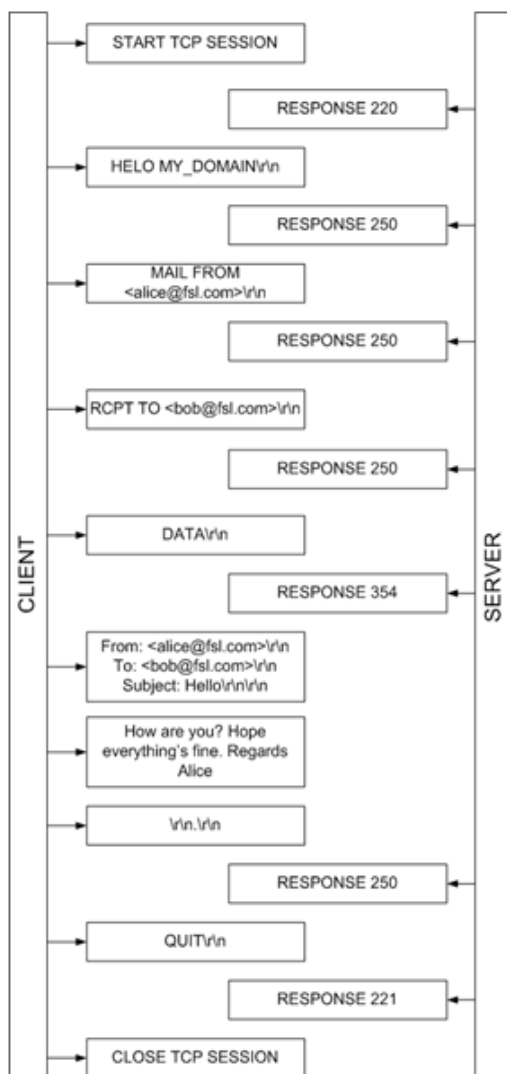 START TCP SESSION
RESPONSE 220
HELO MY_DOMAIN\r\n
RESPONSE 250
MAIL FROM
<alice@fsl.com>\r\n
RESPONSE 250
RCPT TO <bob@fsl.com>\r\n
RESPONSE 250
DATA\r\n
CLIENT
SERVER
RESPONSE 354
From: <alice@fsl.com>\r\n
To: <bob@fsl.com>\r\n
Subject: Hello\r\n\r\n
How are you? Hope
everything's fine. Regards
Alice
\r\n.\r\n
RESPONSE 250
QUIT\r\n
RESPONSE 221
CLOSE TCP SESSION